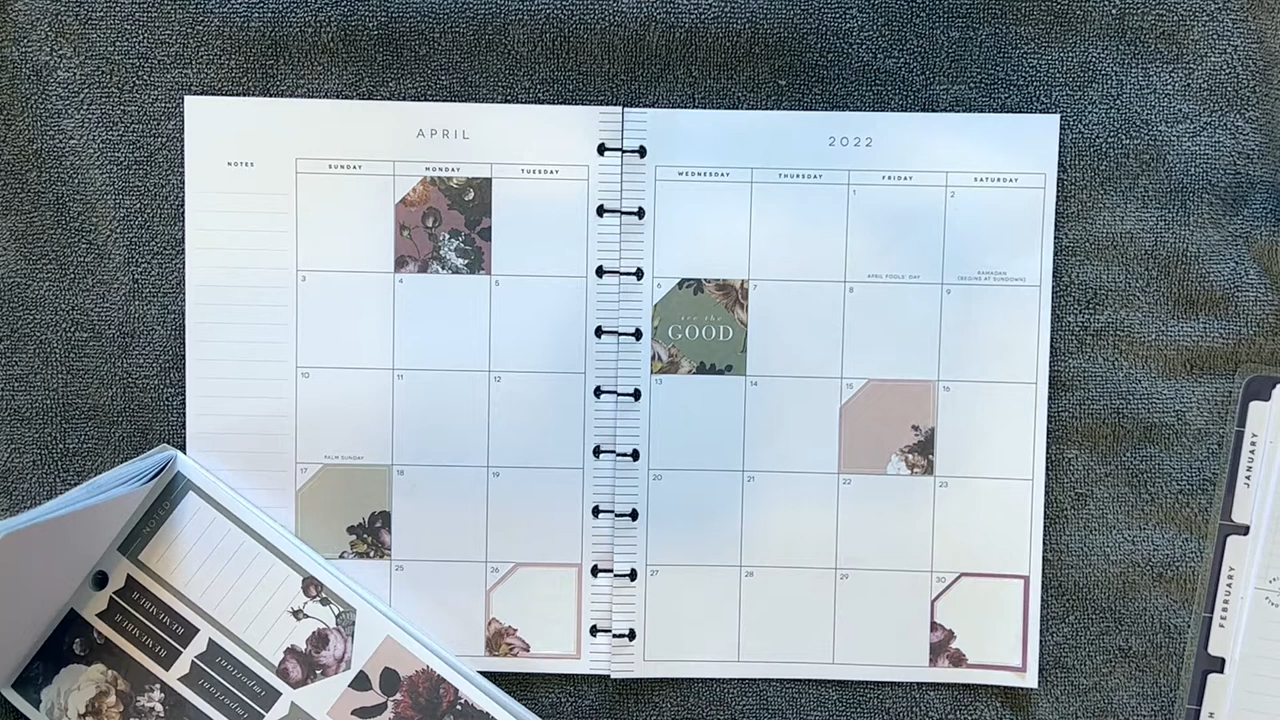 APRIL
2022
NOTES
SUNDAY
MONDAY
TUESDAY
WEDNESDAY
THURSDAY
FRIDAY
SATURDAY
1
2
APRIL FOOLS' DAY
RAMADAN
(BEGINS AT SUNDOWN)
3
4
5
6
7
8
9
see the
GOOD
10
11
12
13
14
15
16
PALM SUNDAY
17
18
19
20
21
22
23
25
26
27
28
29
30
NOTED
REMEMBER
REMEMBER
important
important
JANUARY
FEBRUARY